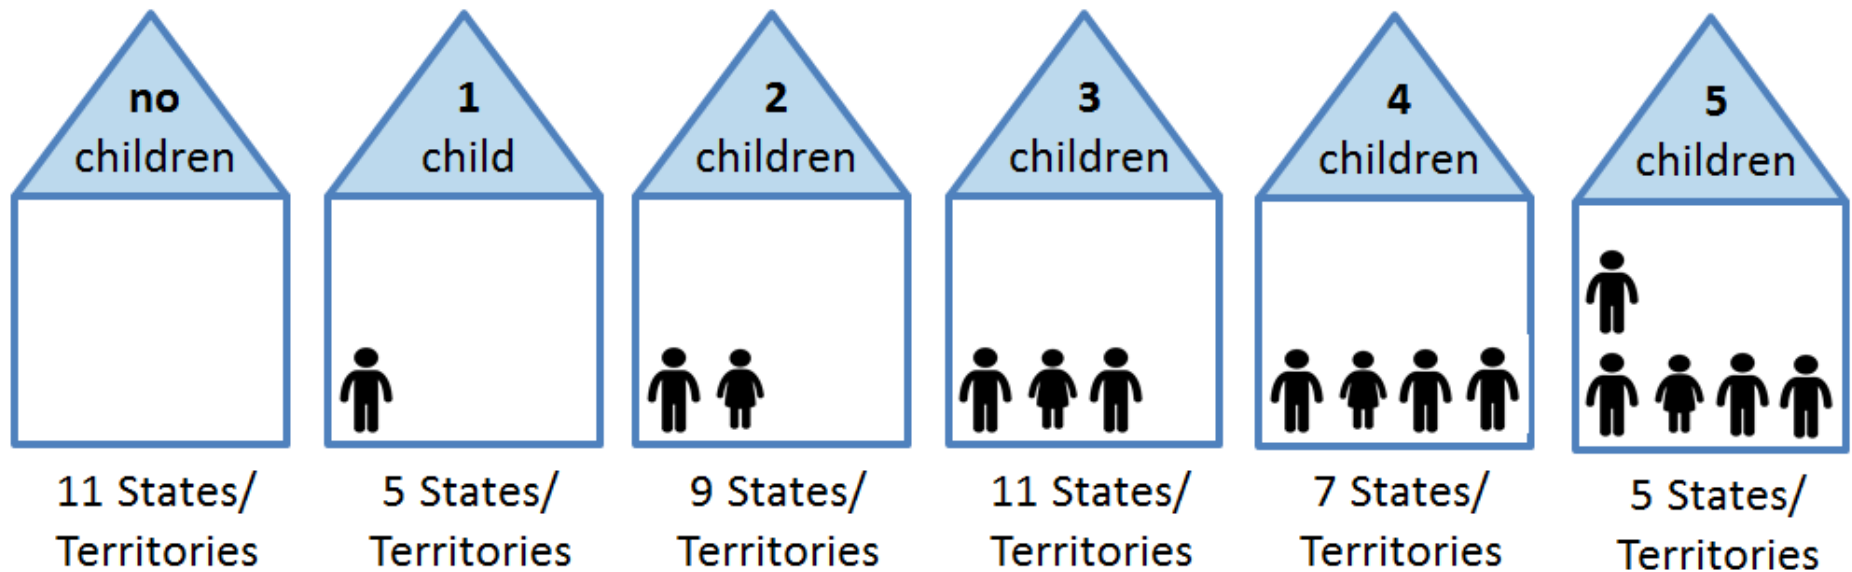 no
children
11 States/
Territories
1
child
5 States/
Territories
2
children
9 States/
Territories
3
children
11 States/
Territories
4
children
7 States/
Territories
5
children
5 States/
Territories